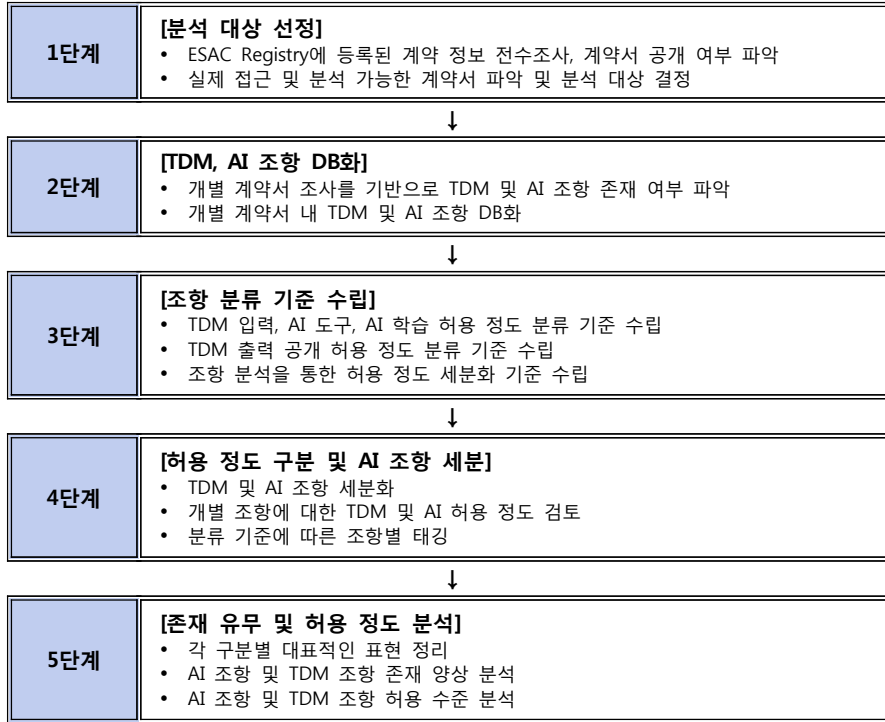 1단계
[분석 대상 선정]
• ESAC Registry에 등록된 계약 정보 전수조사, 계약서 공개 여부 파악
• 실제 접근 및 분석 가능한 계약서 파악 및 분석 대상 결정
↓
2단계
[TDM, AI 조항 DB화]
• 개별 계약서 조사를 기반으로 TDM 및 AI 조항 존재 여부 파악
• 개별 계약서 내 TDM 및 AI 조항 DB화
↓
3단계
[조항 분류 기준 수립]
• TDM 입력, AI 도구, AI 학습 허용 정도 분류 기준 수립
• TDM 출력 공개 허용 정도 분류 기준 수립
• 조항 분석을 통한 허용 정도 세분화 기준 수립
↓
4단계
[허용 정도 구분 및 AI 조항 세분]
• TDM 및 AI 조항 세분화
• 개별 조항에 대한 TDM 및 AI 허용 정도 검토
• 분류 기준에 따른 조항별 태깅
↓
5단계
[존재 유무 및 허용 정도 분석]
• 각 구분별 대표적인 표현 정리
• AI 조항 및 TDM 조항 존재 양상 분석
• AI 조항 및 TDM 조항 허용 수준 분석